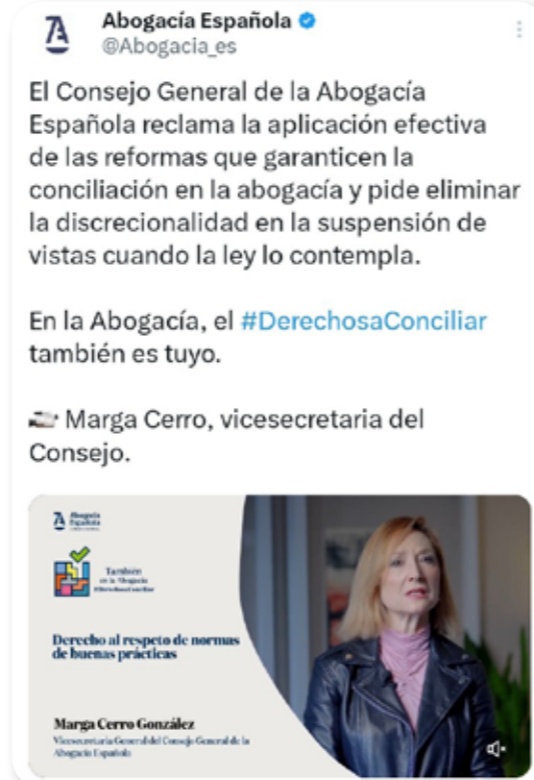 Abogacía Española
@Abogacia_es
El Consejo General de la Abogacía
Española reclama la aplicación efectiva
de las reformas que garanticen la
conciliación en la abogacía y pide eliminar
la discrecionalidad en la suspensión de
vistas cuando la ley lo contempla.
En la Abogacía, el #DerechosaConciliar
también es tuyo.
Marga Cerro, vicesecretaria del
Consejo.
Abogacía
Española
También
en la Abogacía
#DerechosaConciliar
Derecho al respeto de normas
de buenas prácticas
Marga Cerro González
Vicesecretaria General del Consejo General de la
Abogacía Española